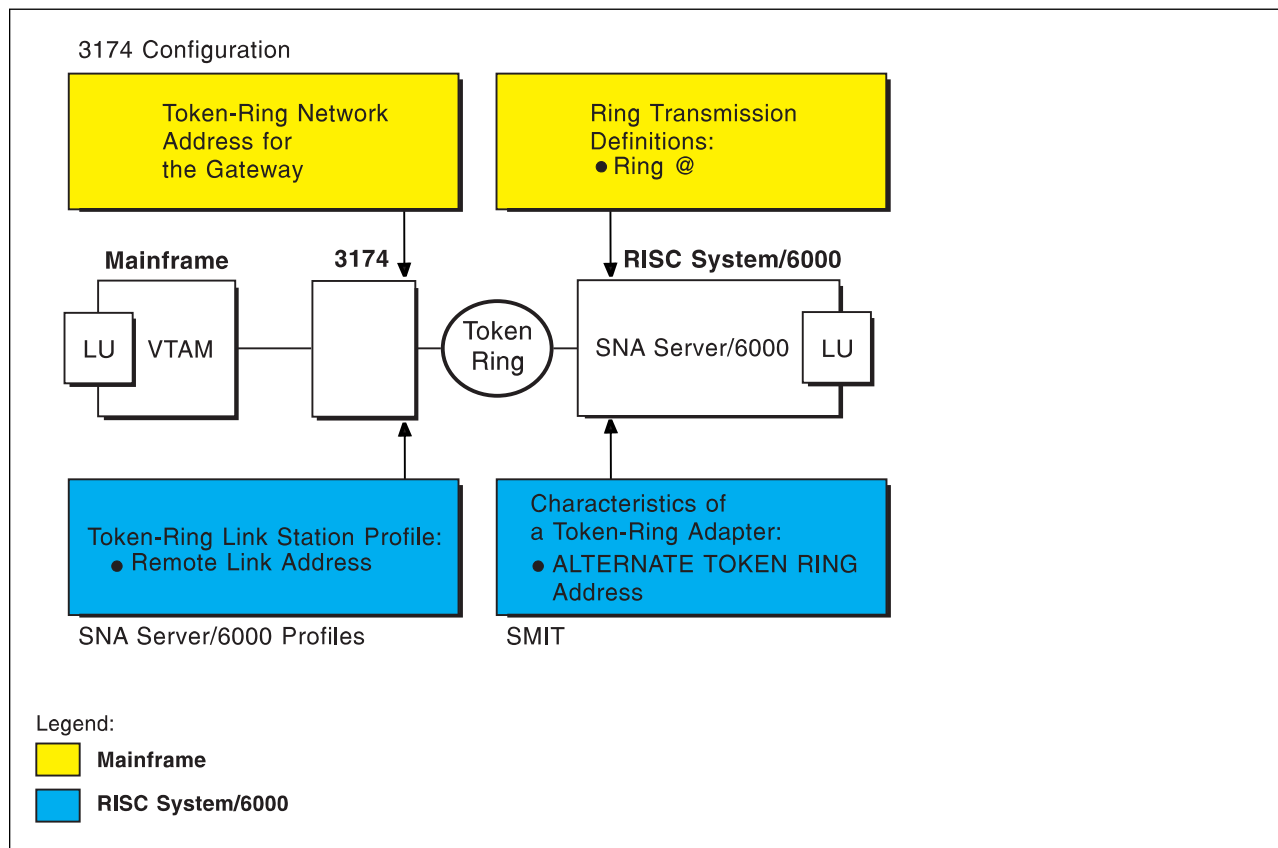 3174 Configuration
Token-Ring Network
Address for
the Gateway
Ring Transmission
Definitions:
● Ring @
Mainframe
3174
RISC System/6000
LU
VTAM
Token
Ring
SNA Server/6000
LU
Token-Ring Link Station Profile:
● Remote Link Address
Characteristics of
a Token-Ring Adapter:
● ALTERNATE TOKEN RING
Address
SNA Server/6000 Profiles
SMIT
Legend:
Mainframe
RISC System/6000